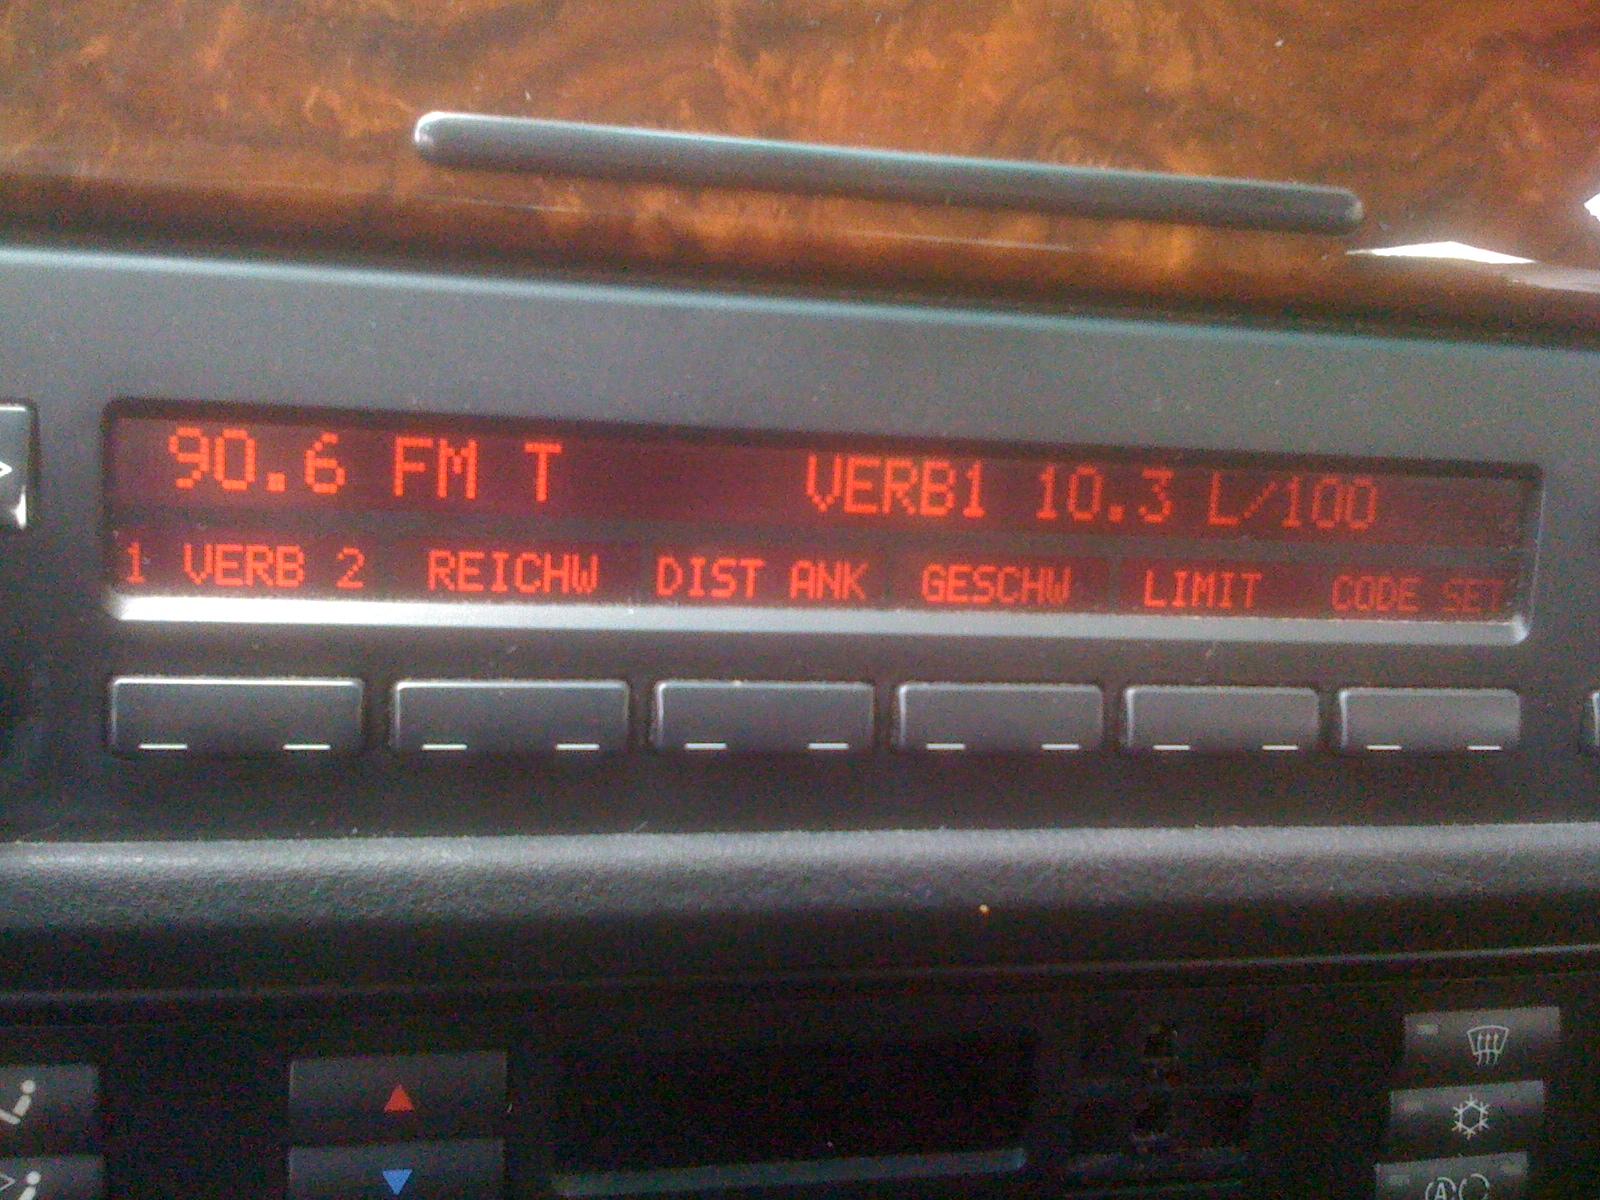 90.6 FM T VERB1 10.3 L/100
1 VERB 2 REICHW DIST ANK GESCHW LIMIT CODE SET